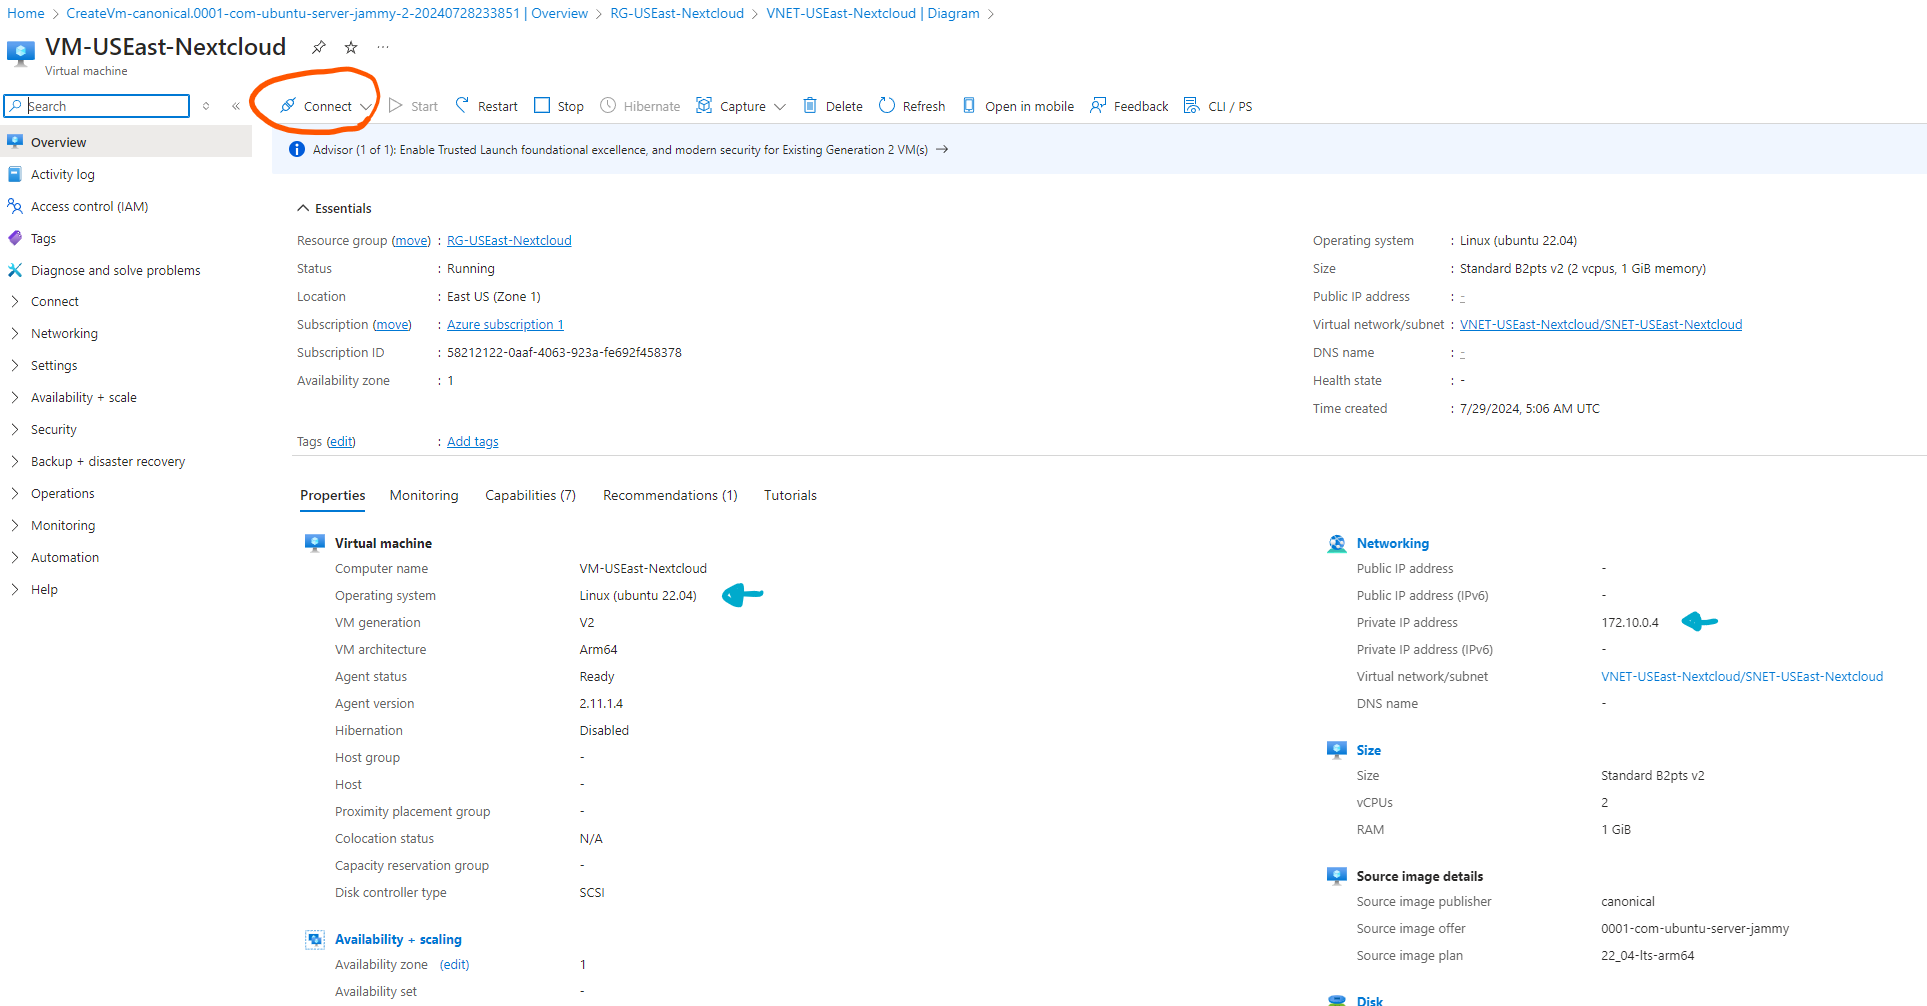 Home > CreateVm-canonical.0001-com-ubuntu-server-jammy-2-20240728233851 | Overview > RG-USEast-Nextcloud > VNET-USEast-Nextcloud | Diagram >
VM-USEast-Nextcloud
Virtual machine
Search
Connect Start Restart Stop Hibernate Capture Delete Refresh Open in mobile Feedback CLI / PS
Overview
Activity log
Access control (IAM)
Tags
Diagnose and solve problems
Connect
Networking
Settings
Availability + scale
Security
Backup + disaster recovery
Operations
Monitoring
Automation
Help
Advisor (1 of 1): Enable Trusted Launch foundational excellence, and modern security for Existing Generation 2 VM(s) →
Essentials
Resource group (move) : RG-USEast-Nextcloud
Status : Running
Location : East US (Zone 1)
Subscription (move) : Azure subscription 1
Subscription ID : 58212122-0aaf-4063-923a-fe692f458378
Availability zone : 1
Operating system : Linux (ubuntu 22.04)
Size : Standard B2pts v2 (2 vcpus, 1 GiB memory)
Public IP address : -
Virtual network/subnet : VNET-USEast-Nextcloud/SNET-USEast-Nextcloud
DNS name : -
Health state : -
Time created : 7/29/2024, 5:06 AM UTC
Tags (edit) : Add tags
Properties Monitoring Capabilities (7) Recommendations (1) Tutorials
Virtual machine
Computer name VM-USEast-Nextcloud
Operating system Linux (ubuntu 22.04)
VM generation V2
VM architecture Arm64
Agent status Ready
Agent version 2.11.1.4
Hibernation Disabled
Host group -
Host -
Proximity placement group -
Colocation status N/A
Capacity reservation group -
Disk controller type SCSI
Availability + scaling
Availability zone (edit) 1
Availability set -
Networking
Public IP address -
Public IP address (IPv6) -
Private IP address 172.10.0.4
Private IP address (IPv6) -
Virtual network/subnet VNET-USEast-Nextcloud/SNET-USEast-Nextcloud
DNS name -
Size
Size Standard B2pts v2
vCPUs 2
RAM 1 GiB
Source image details
Source image publisher canonical
Source image offer 0001-com-ubuntu-server-jammy
Source image plan 22_04-lts-arm64
Disk